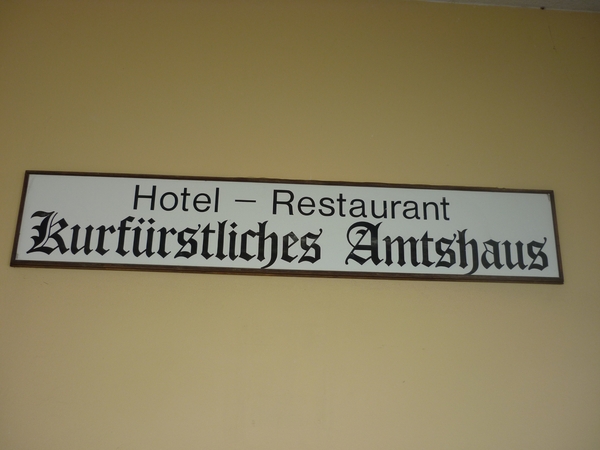 Hotel – Restaurant
Kurfürstliches Amtshaus